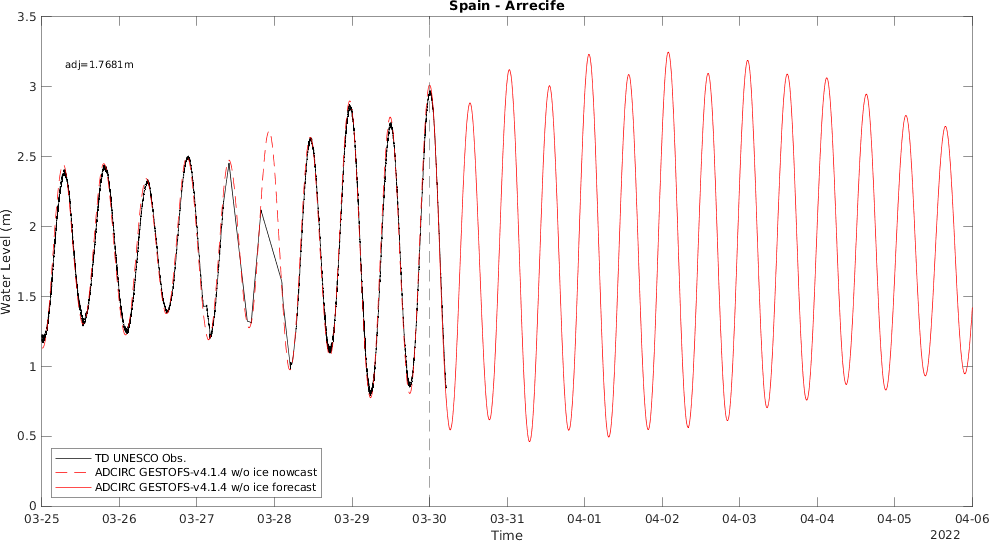 Spain - Arrecife
3.5
adj=1.7681m
3
2.5
2
1.5
1
0.5
0
Water Level (m)
TD UNESCO Obs.
ADCIRC GESTOFS-v4.1.4 w/o ice nowcast
ADCIRC GESTOFS-v4.1.4 w/o ice forecast
03-25 03-26 03-27 03-28 03-29 03-30 03-31 04-01 04-02 04-03 04-04 04-05 04-06
Time
2022